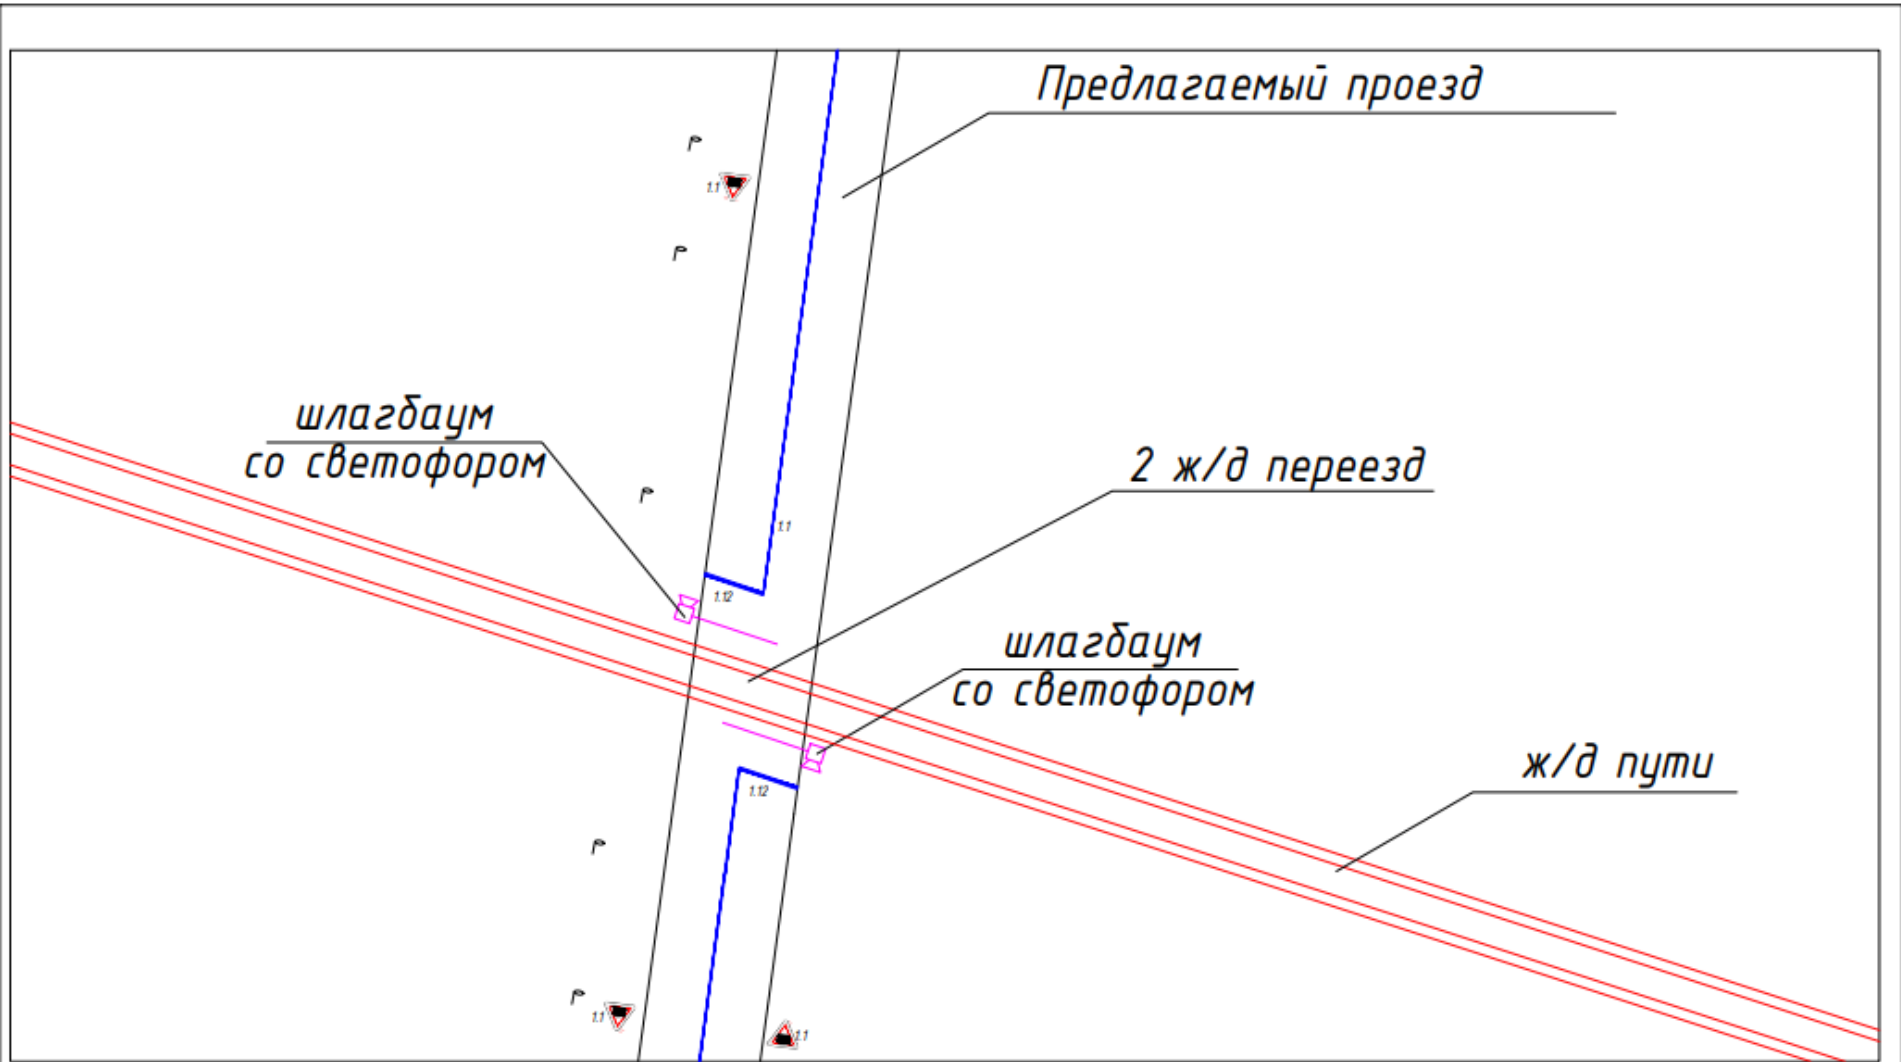 Предлагаемый проезд
1.1
шлагбаум
со светофором
2 ж/д переезд
1.1
1.12
шлагбаум
со светофором
ж/д пути
1.12
1.1
1.1